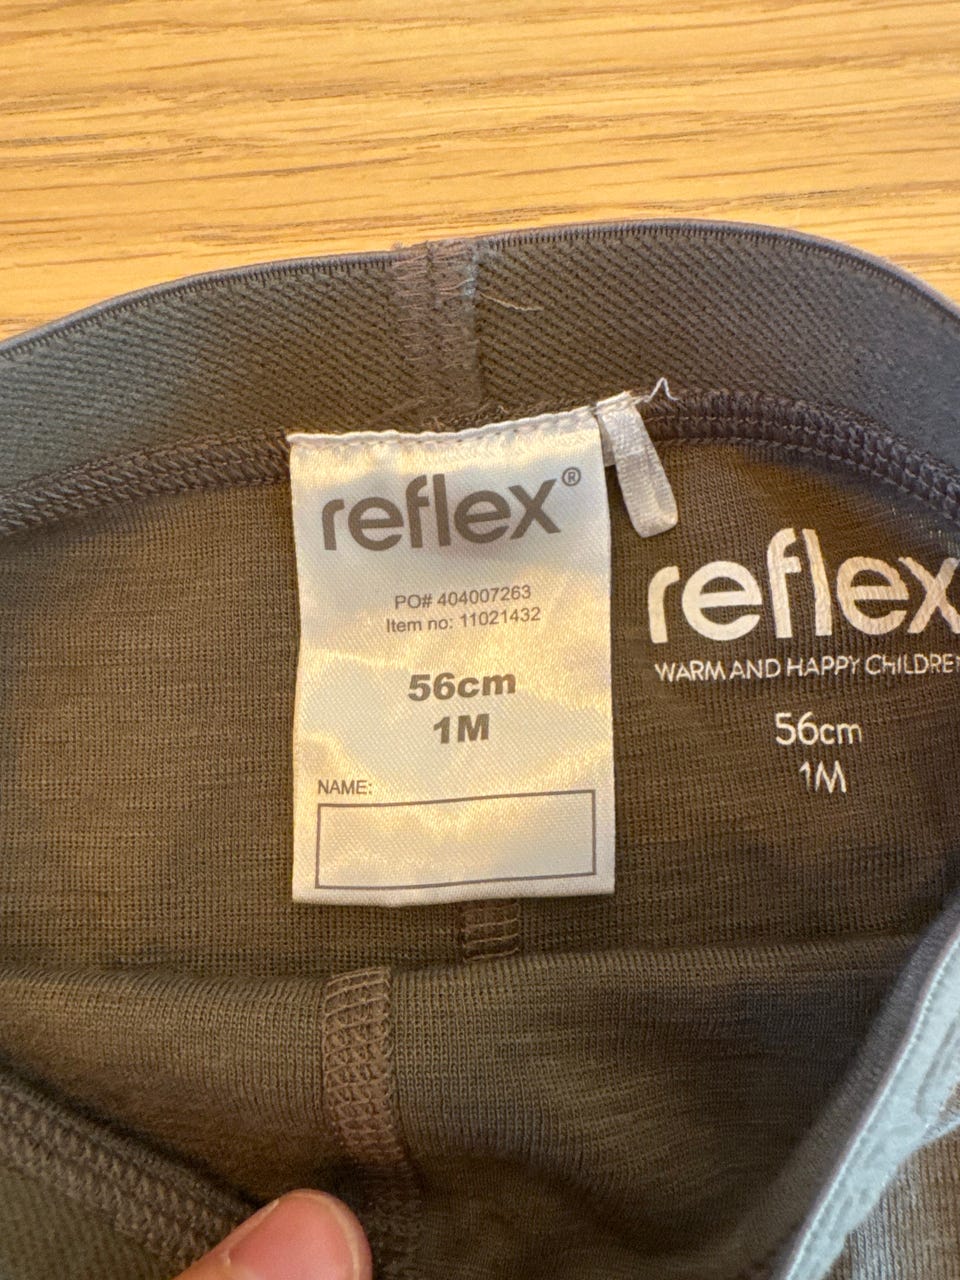 reflex®
PO# 404007263
Item no: 11021432
56cm
1M
NAME:
reflex
WARM AND HAPPY CHILDREN
56cm
1M